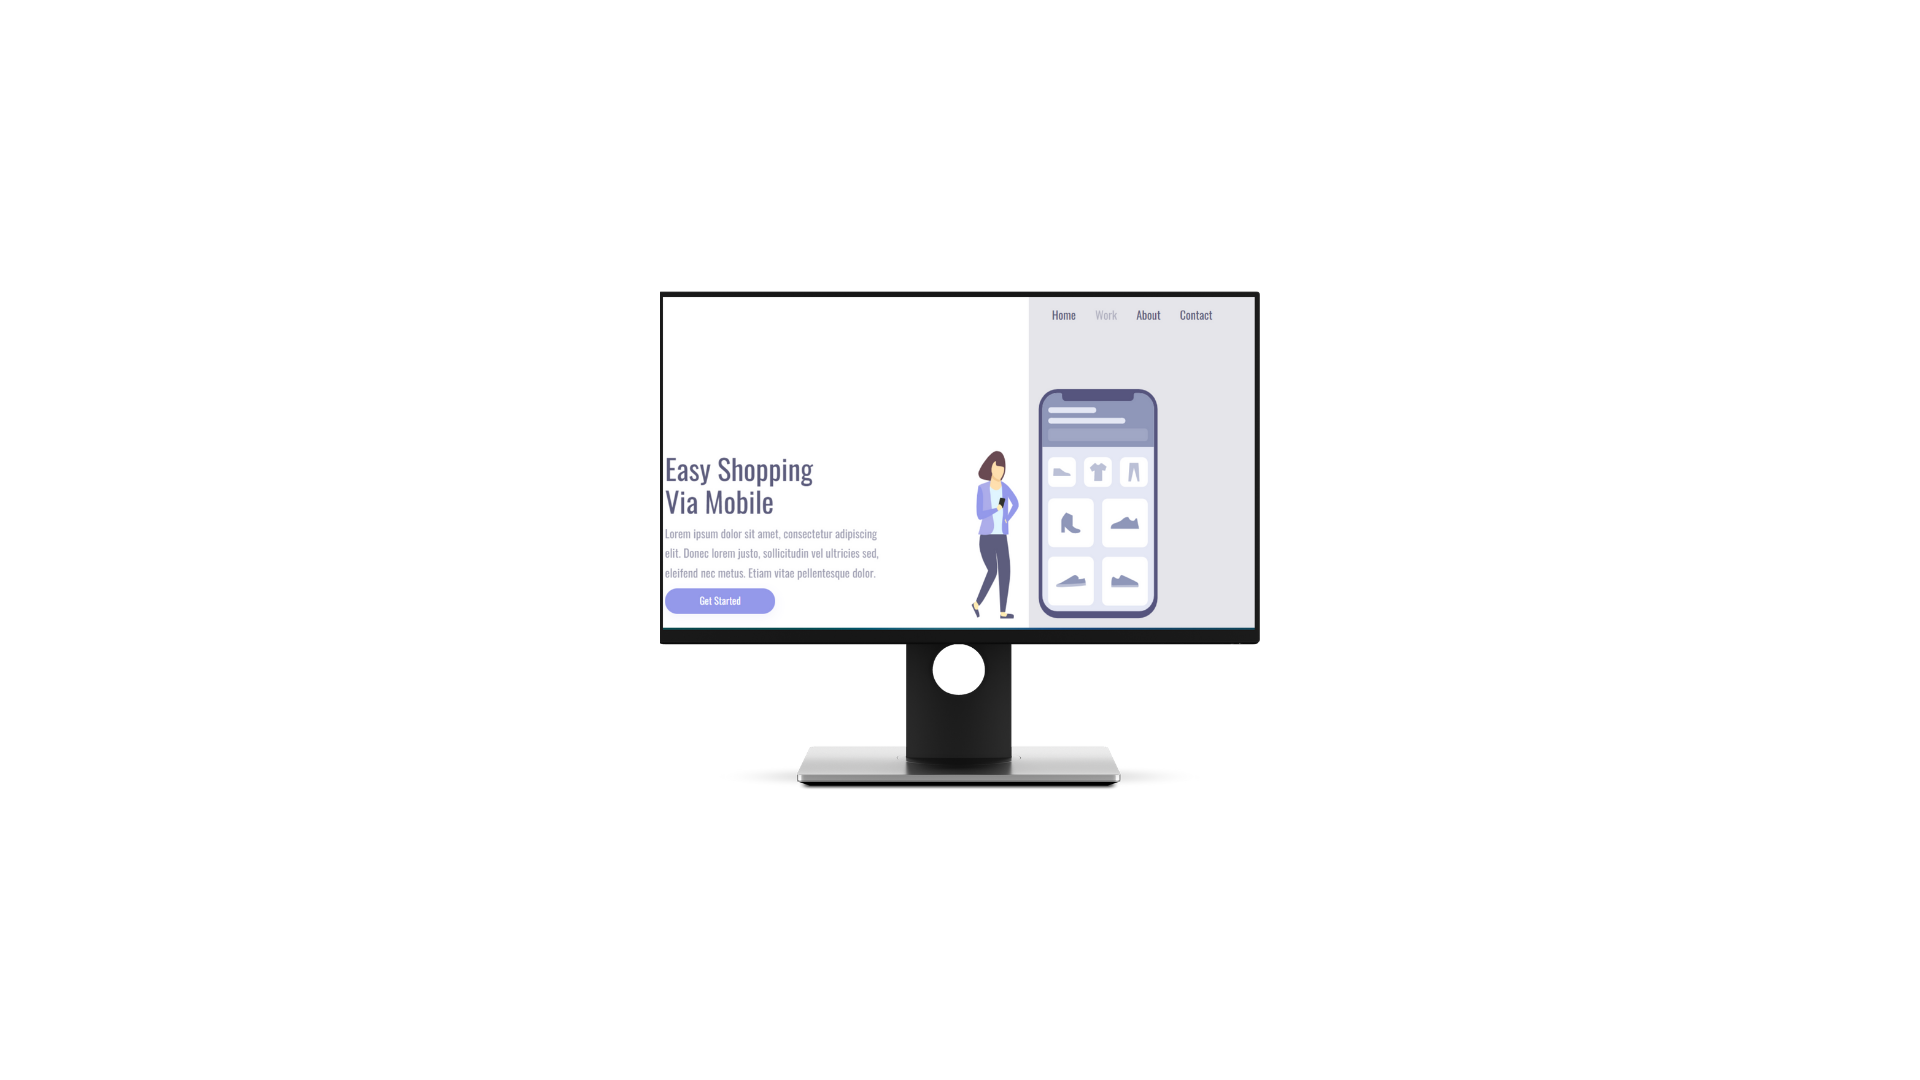 Home Work About Contact
Easy Shopping
Via Mobile
Lorem ipsum dolor sit amet, consectetur adipiscing
elit. Donec lorem justo, sollicitudin vel ultricies sed,
eleifend nec metus. Etiam vitae pellentesque dolor.
Get Started